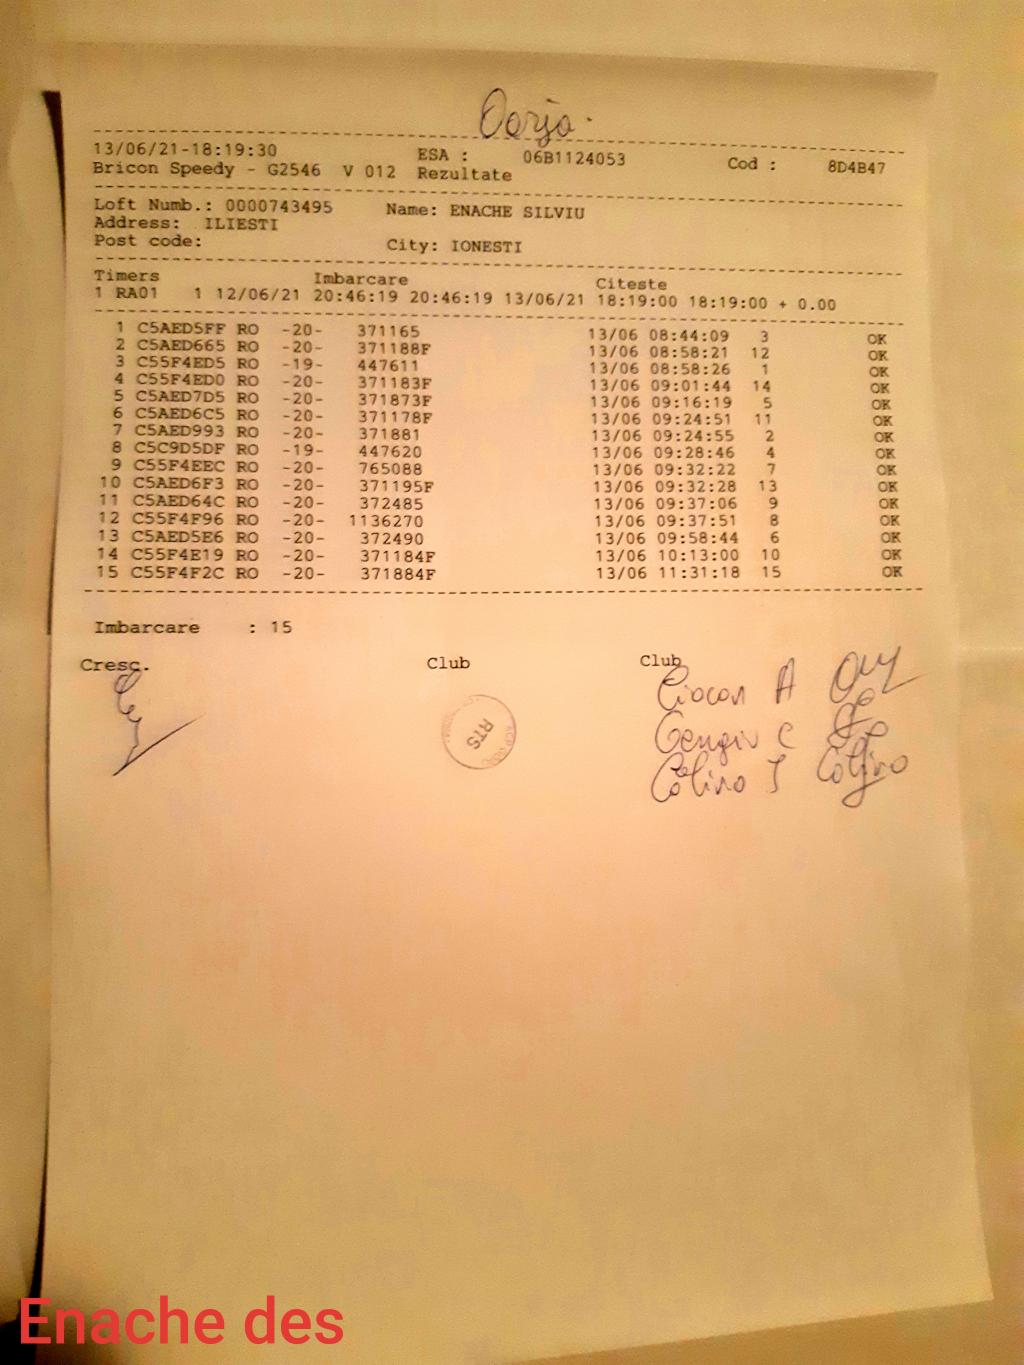 Oarja.
13/06/21-18:19:30 ESA : 06B1124053 Cod : 8D4B47
Bricon Speedy - G2546 V 012 Rezultate
Loft Numb.: 0000743495 Name: ENACHE SILVIU
Address: ILIESTI
Post code: City: IONESTI
Timers Imbarcare Citeste
1 RA01 1 12/06/21 20:46:19 20:46:19 13/06/21 18:19:00 18:19:00 + 0.00
1 C5AED5FF RO -20- 371165 13/06 08:44:09 3 OK
2 C5AED665 RO -20- 371188F 13/06 08:58:21 12 OK
3 C55F4ED5 RO -19- 447611 13/06 08:58:26 1 OK
4 C55F4ED0 RO -20- 371183F 13/06 09:01:44 14 OK
5 C5AED7D5 RO -20- 371873F 13/06 09:16:19 5 OK
6 C5AED6C5 RO -20- 371178F 13/06 09:24:51 11 OK
7 C5AED993 RO -20- 371881 13/06 09:24:55 2 OK
8 C5C9D5DF RO -19- 447620 13/06 09:28:46 4 OK
9 C55F4EEC RO -20- 765088 13/06 09:32:22 7 OK
10 C5AED6F3 RO -20- 371195F 13/06 09:32:28 13 OK
11 C5AED64C RO -20- 372485 13/06 09:37:06 9 OK
12 C55F4F96 RO -20- 1136270 13/06 09:37:51 8 OK
13 C5AED5E6 RO -20- 372490 13/06 09:58:44 6 OK
14 C55F4E19 RO -20- 371184F 13/06 10:13:00 10 OK
15 C55F4F2C RO -20- 371884F 13/06 11:31:18 15 OK
Imbarcare : 15
Cresc. Club Club
Ciocan A
RTS
Enache des